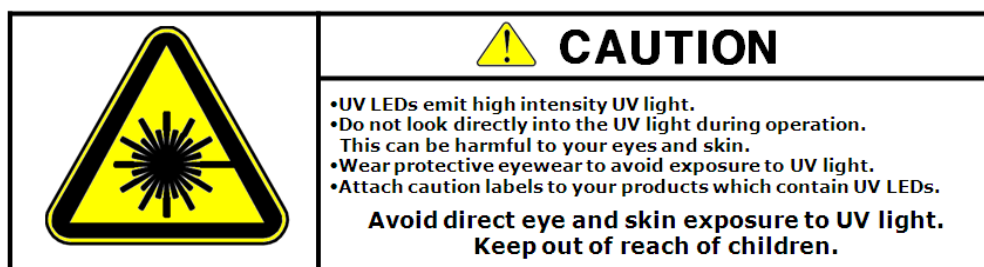 CAUTION
•UV LEDs emit high intensity UV light.
•Do not look directly into the UV light during operation.
This can be harmful to your eyes and skin.
•Wear protective eyewear to avoid exposure to UV light.
•Attach caution labels to your products which contain UV LEDs.
Avoid direct eye and skin exposure to UV light.
Keep out of reach of children.